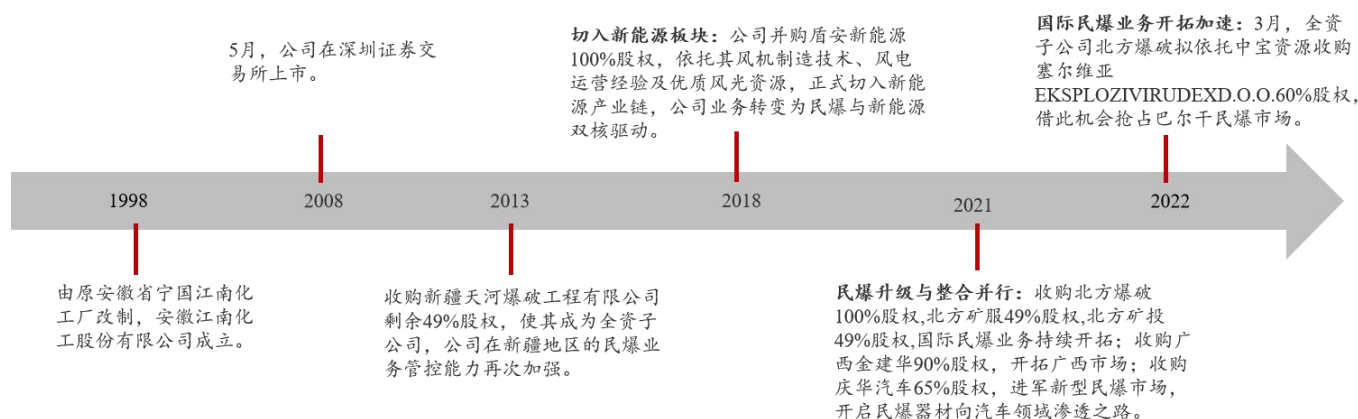 5月，公司在深圳证券交
易所上市。
切入新能源板块：公司并购盾安新能源
100%股权，依托其风机制造技术、风电
运营经验及优质风光资源，正式切入新能
源产业链，公司业务转变为民爆与新能源
双核驱动。
国际民爆业务开拓加速：3月，全资
子公司北方爆破拟依托中宝资源收购
塞尔维亚
EKSPLOZIVIRUDEXD.O.O.60%股权，
借此机会抢占巴尔干民爆市场。
1998
2008
2013
2018
2021
2022
由原安徽省宁国江南化
工厂改制，安徽江南化
工股份有限公司成立。
收购新疆天河爆破工程有限公司
剩余49%股权，使其成为全资子
公司，公司在新疆地区的民爆业
务管控能力再次加强。
民爆升级与整合并行：收购北方爆破
100%股权,北方矿服49%股权,北方矿投
49%股权,国际民爆业务持续开拓；收购广
西金建华90%股权，开拓广西市场；收购
庆华汽车65%股权，进军新型民爆市场，
开启民爆器材向汽车领域渗透之路。